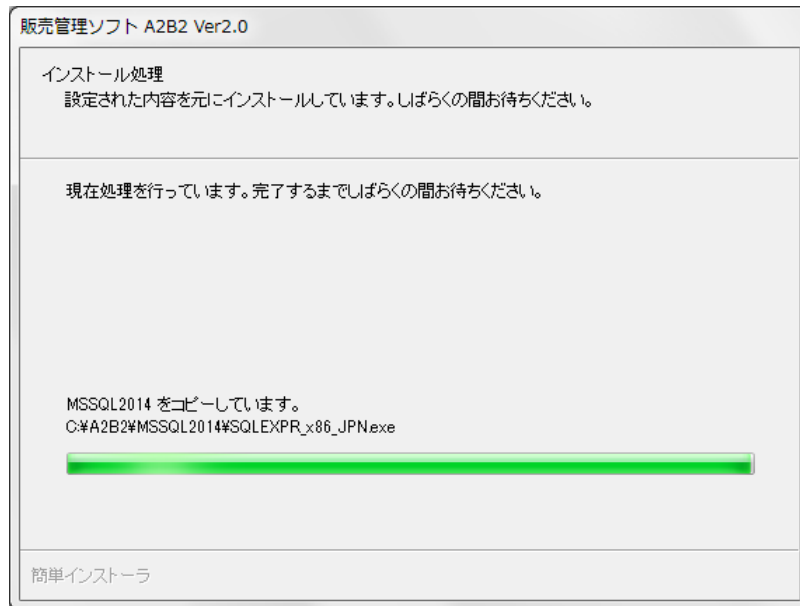 販売管理ソフト A2B2 Ver2.0
インストール処理
設定された内容を元にインストールしています。しばらくの間お待ちください。
現在処理を行っています。完了するまでしばらくの間お待ちください。
MSSQL2014 をコピーしています。
C:¥A2B2¥MSSQL2014¥SQLEXPR_x86_JPN.exe
簡単インストーラ